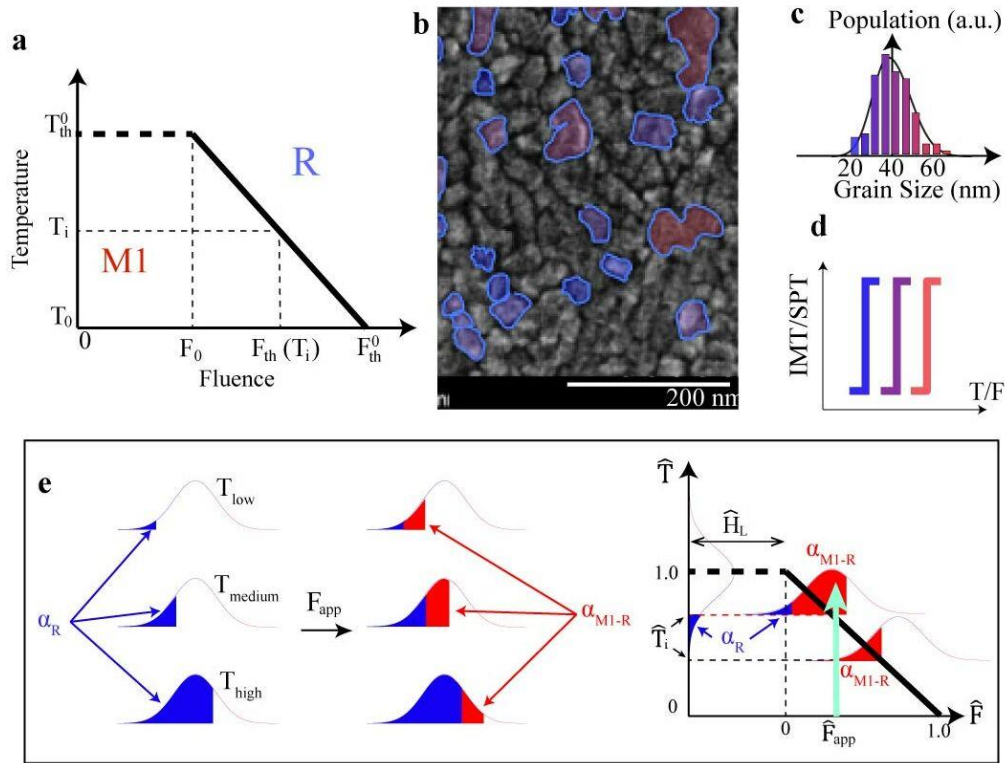 a
Temperature
T⁰th
Ti
T0
M1
R
0
F0
Fth (Ti)
F⁰th
Fluence
b
200 nm
c
Population (a.u.)
20 40 60
Grain Size (nm)
d
IMT/SPT
T/F
e
Tlow
Tmedium
Thigh
αR
Fapp
αM1-R
T̂
ĤL
1.0
αM1-R
T̂i
αR
αM1-R
0
0
F̂app
1.0
F̂